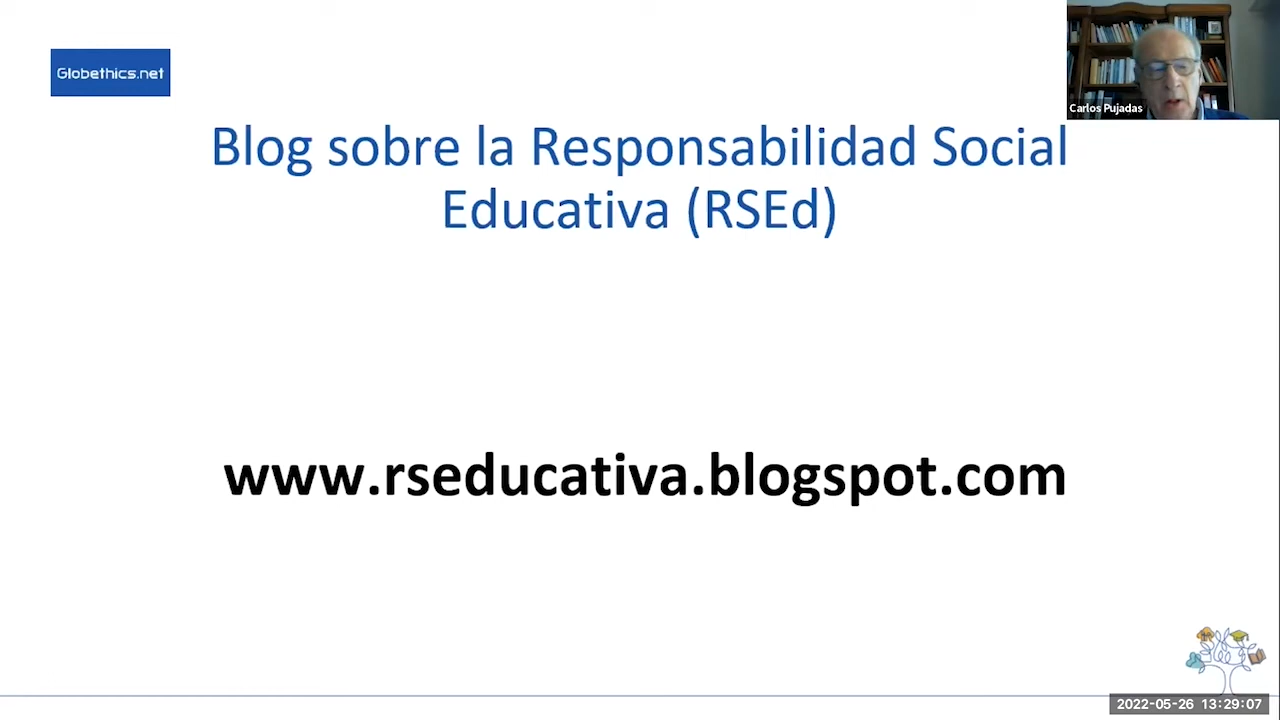 Globethics.net
Carlos Pujadas
Blog sobre la Responsabilidad Social
Educativa (RSEd)
www.rseducativa.blogspot.com
2022-05-26 13:29:07